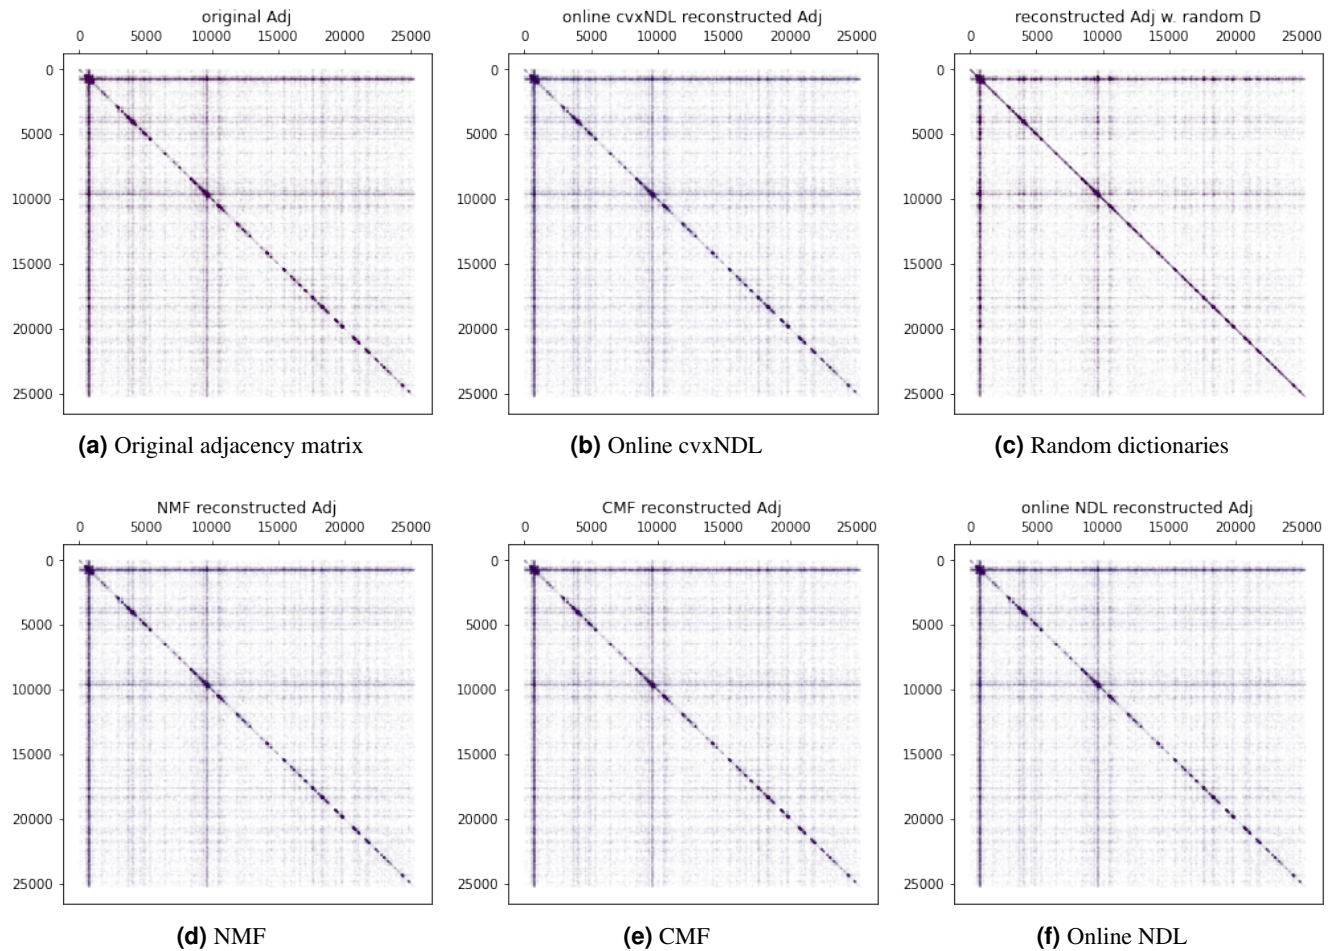 original Adj
0 5000 10000 15000 20000 25000
0
5000
10000
15000
20000
25000
(a) Original adjacency matrix
online cvxNDL reconstructed Adj
0 5000 10000 15000 20000 25000
0
5000
10000
15000
20000
25000
(b) Online cvxNDL
reconstructed Adj w. random D
0 5000 10000 15000 20000 25000
0
5000
10000
15000
20000
25000
(c) Random dictionaries
NMF reconstructed Adj
0 5000 10000 15000 20000 25000
0
5000
10000
15000
20000
25000
(d) NMF
CMF reconstructed Adj
0 5000 10000 15000 20000 25000
0
5000
10000
15000
20000
25000
(e) CMF
online NDL reconstructed Adj
0 5000 10000 15000 20000 25000
0
5000
10000
15000
20000
25000
(f) Online NDL